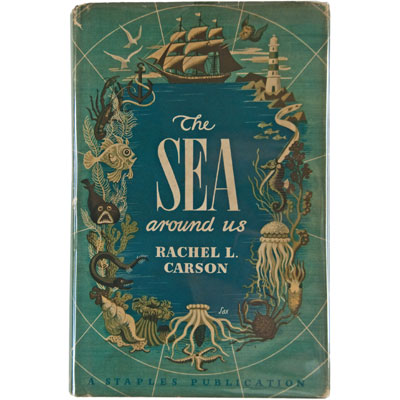 The
SEA
around us
RACHEL L.
CARSON
A STAPLES PUBLICATION